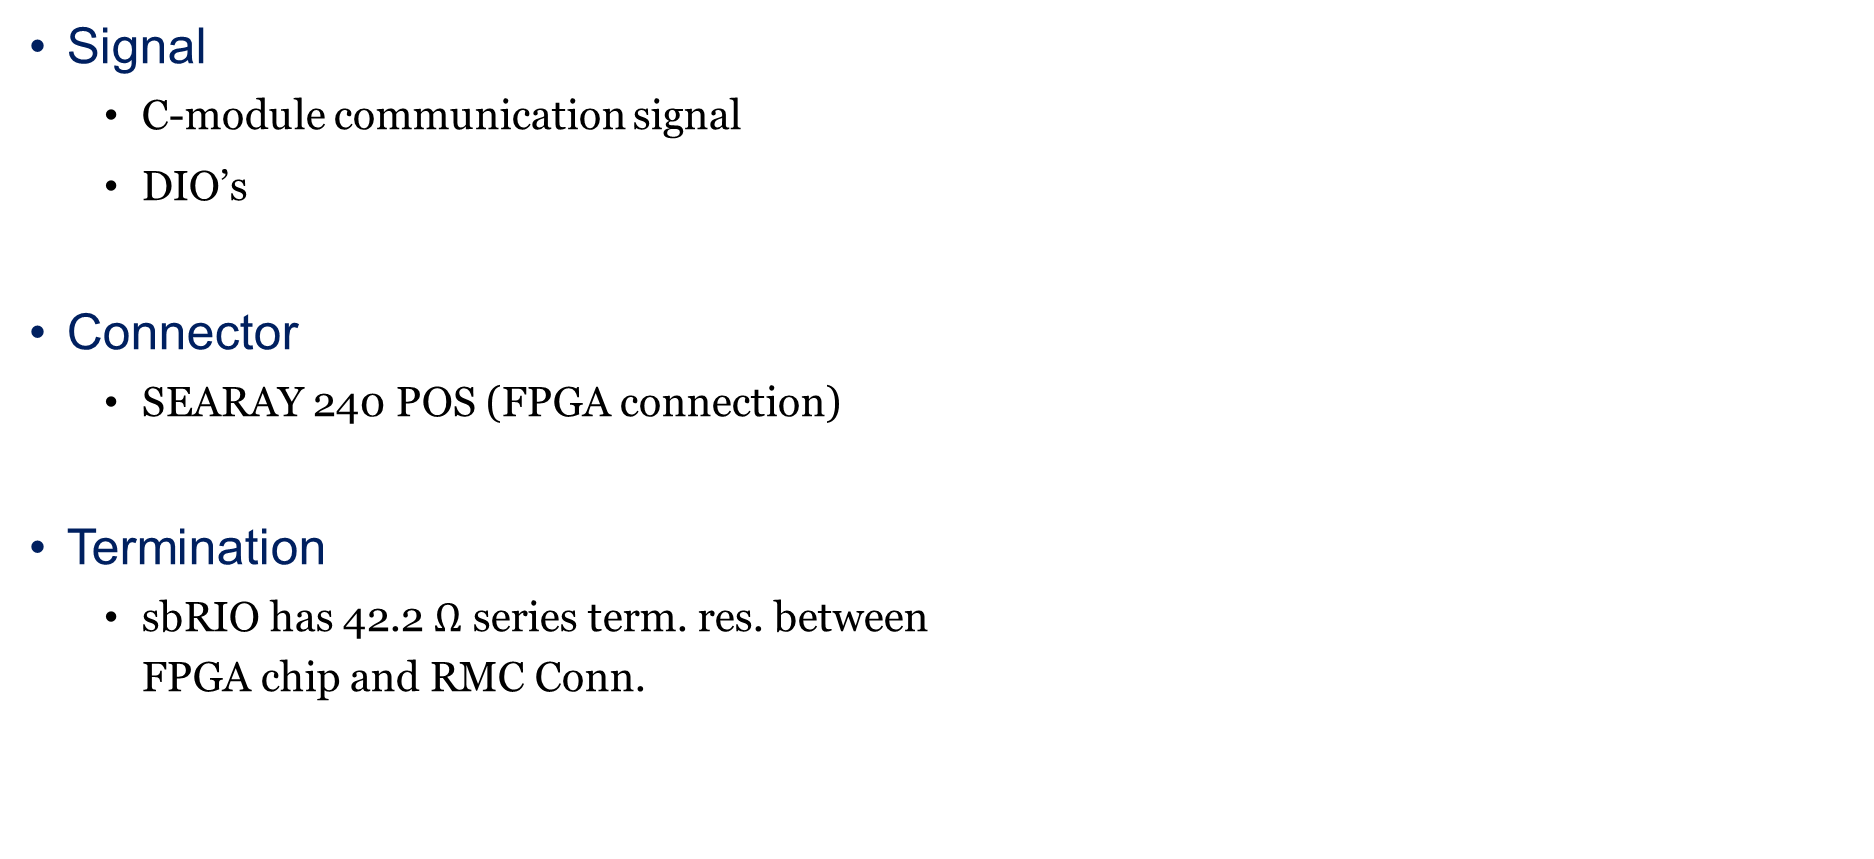 • Signal
• C-module communication signal
• DIO’s
• Connector
• SEARAY 240 POS (FPGA connection)
• Termination
• sbRIO has 42.2 Ω series term. res. between
FPGA chip and RMC Conn.